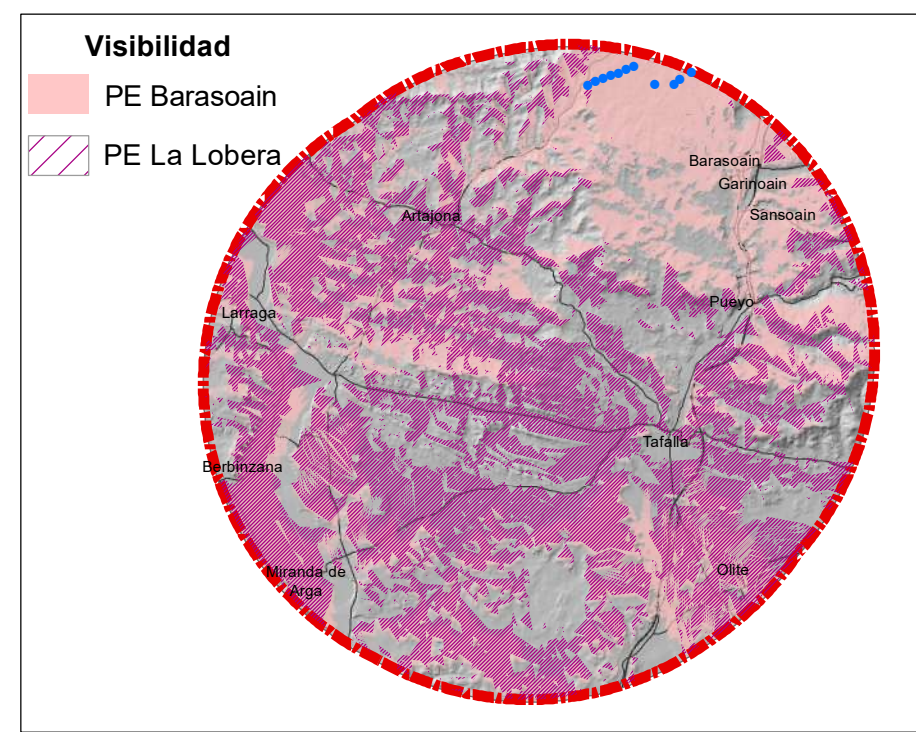 Visibilidad
PE Barasoain
PE La Lobera
Barasoain
Garinoain
Sansoain
Artajona
Pueyo
Larraga
Tafalla
Berbinzana
Olite
Miranda de
Arga